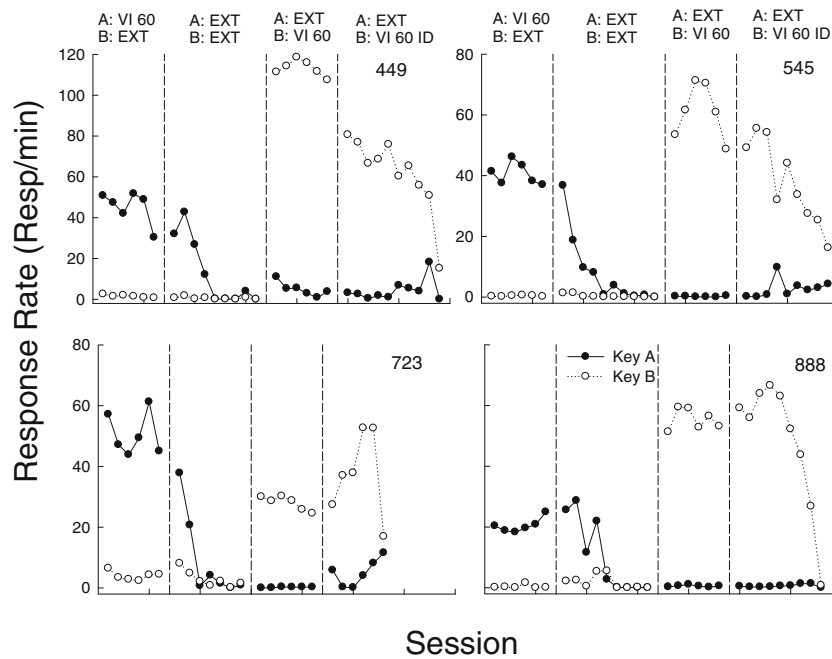 A: VI 60 A: EXT A: EXT A: EXT
B: EXT B: EXT B: VI 60 B: VI 60 ID
A: VI 60 A: EXT A: EXT A: EXT
B: EXT B: EXT B: VI 60 B: VI 60 ID
Response Rate (Resp/min)
120
100
80
60
40
20
0
449
80
60
40
20
0
545
80
60
40
20
0
723
Key A
Key B
888
Session